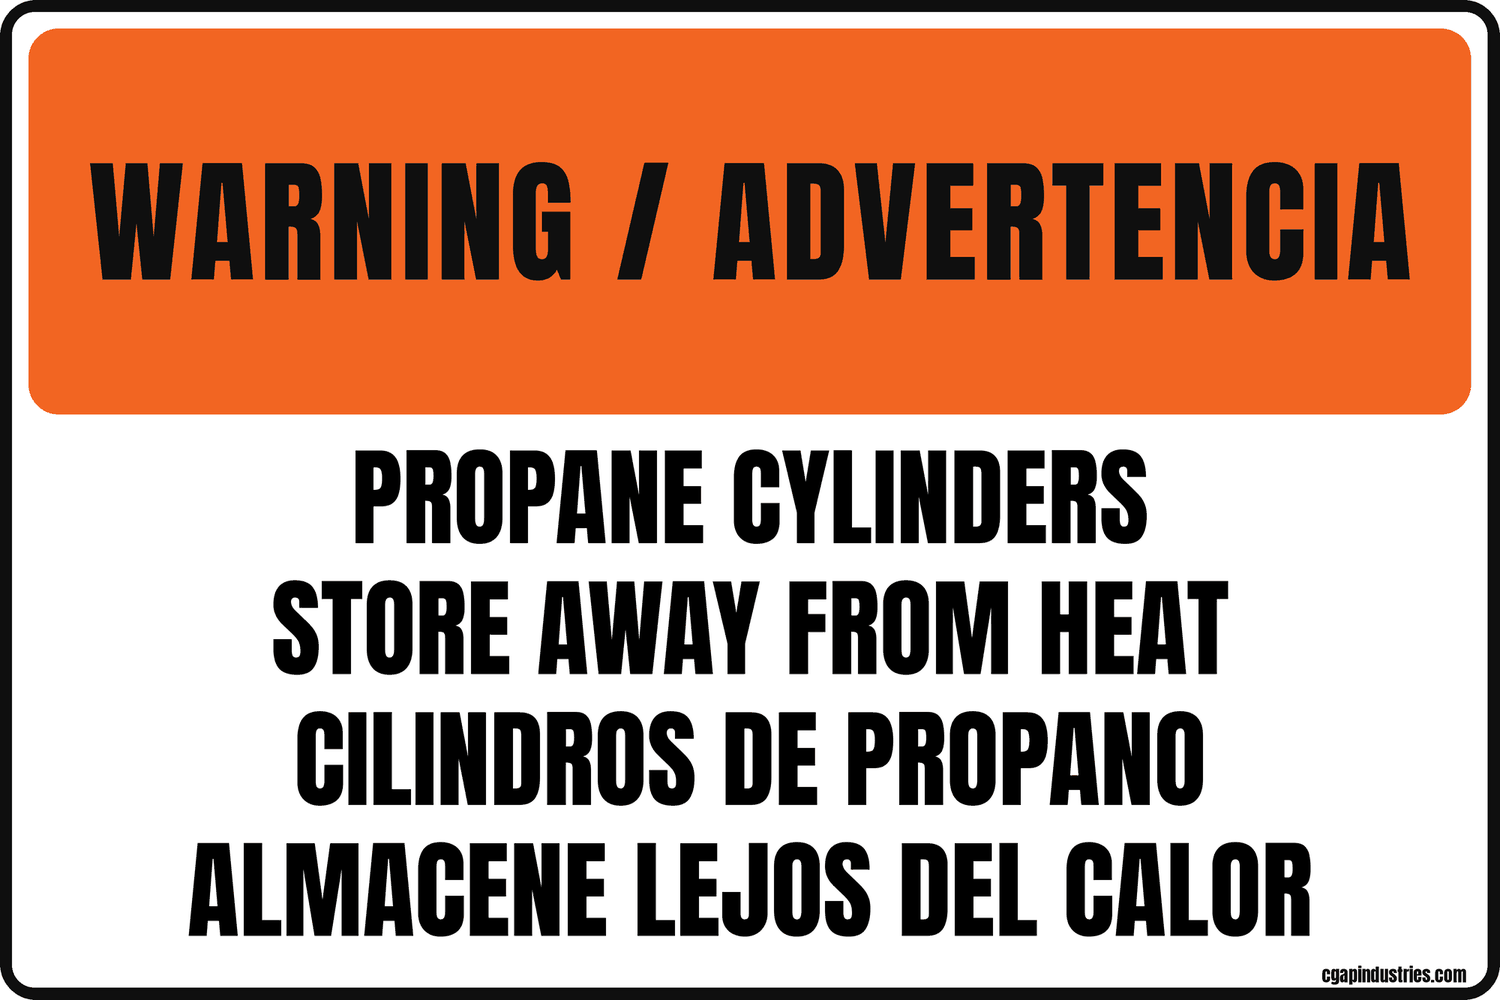 WARNING / ADVERTENCIA
PROPANE CYLINDERS
STORE AWAY FROM HEAT
CILINDROS DE PROPANO
ALMACENE LEJOS DEL CALOR
cgapindustries.com